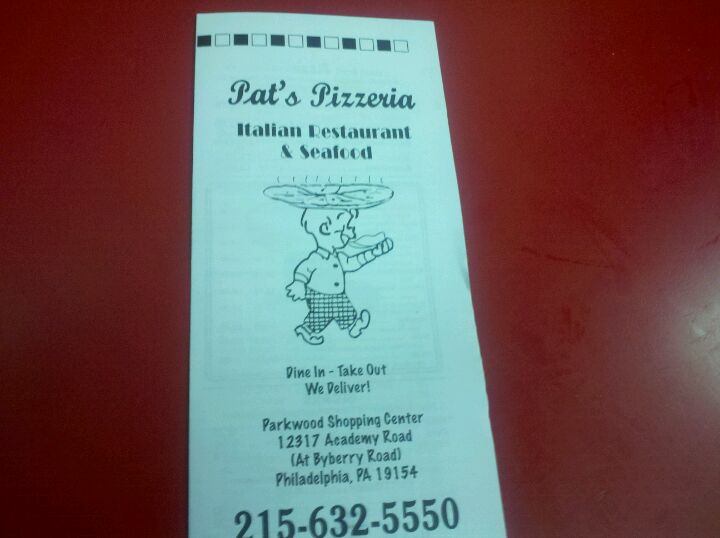 Pat's Pizzeria
Italian Restaurant
& Seafood
Dine In - Take Out
We Deliver!
Parkwood Shopping Center
12317 Academy Road
(At Byberry Road)
Philadelphia, PA 19154
215-632-5550